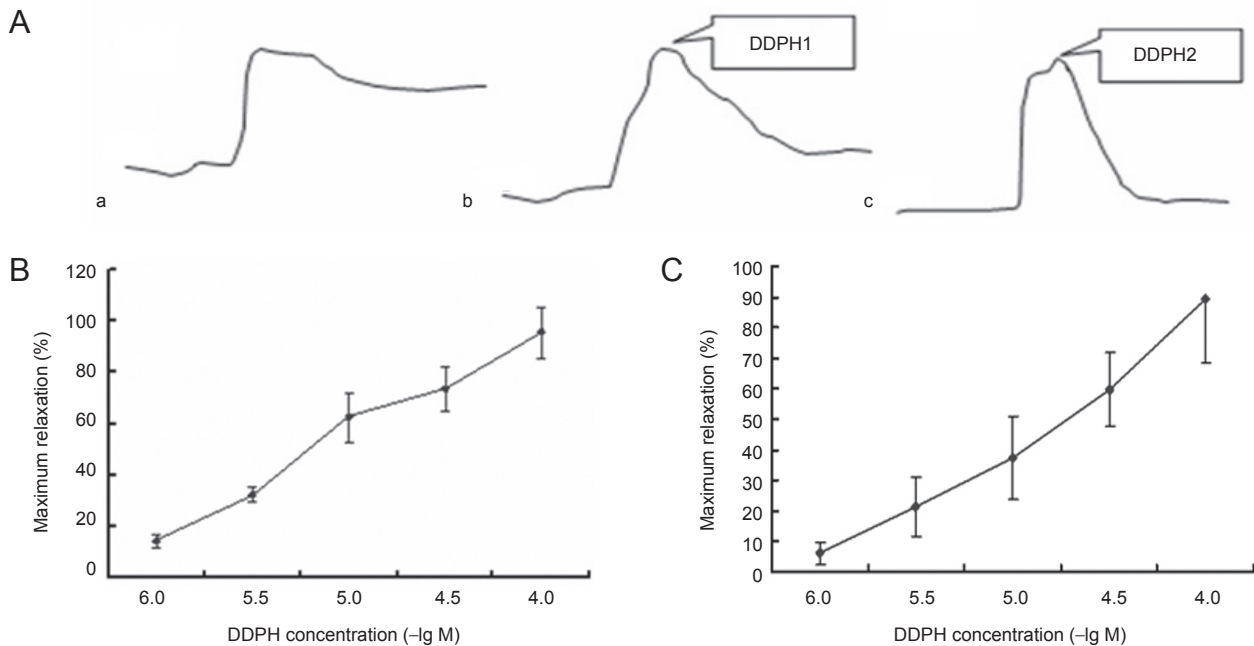 A
DDPH1
DDPH2
a
b
c
B
C
Maximum relaxation (%)
120
100
80
60
40
20
0
6.0 5.5 5.0 4.5 4.0
DDPH concentration (–lg M)
Maximum relaxation (%)
100
90
80
70
60
50
40
30
20
10
0
6.0 5.5 5.0 4.5 4.0
DDPH concentration (–lg M)